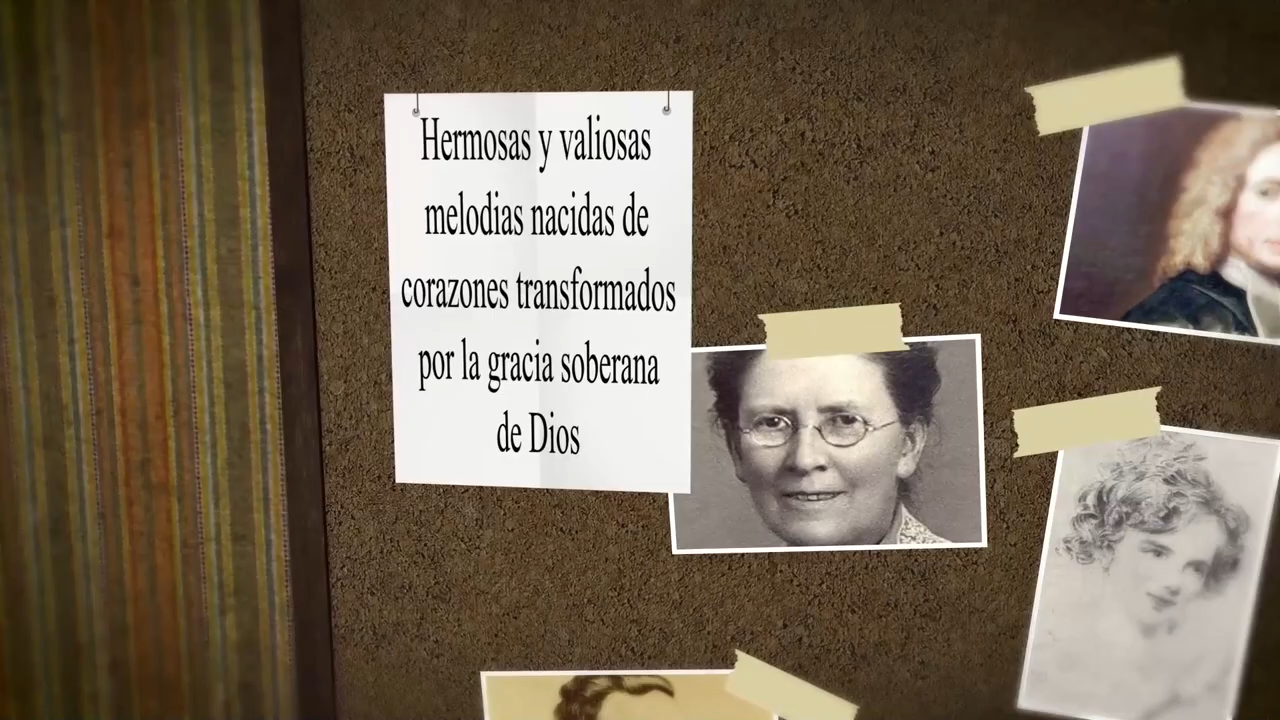 Hermosas y valiosas
melodias nacidas de
corazones transformados
por la gracia soberana
de Dios